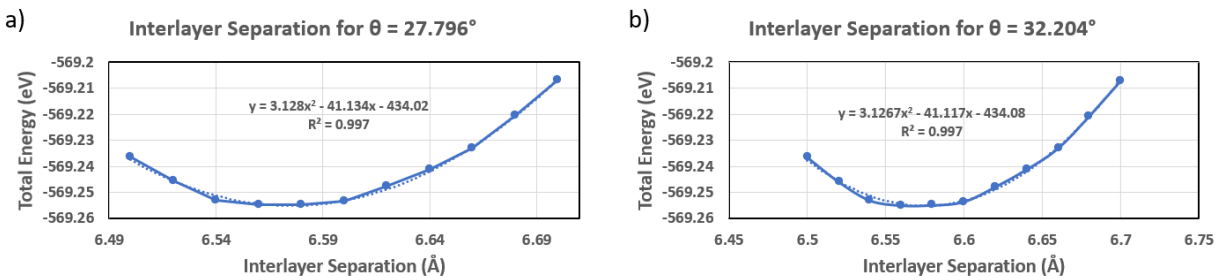 a)
Interlayer Separation for θ = 27.796°
Total Energy (eV)
-569.2
-569.21
-569.22
-569.23
-569.24
-569.25
-569.26
y = 3.128x² - 41.134x - 434.02
R² = 0.997
6.49 6.54 6.59 6.64 6.69
Interlayer Separation (Å)
b)
Interlayer Separation for θ = 32.204°
Total Energy (eV)
-569.2
-569.21
-569.22
-569.23
-569.24
-569.25
-569.26
y = 3.1267x² - 41.117x - 434.08
R² = 0.997
6.45 6.5 6.55 6.6 6.65 6.7 6.75
Interlayer Separation (Å)